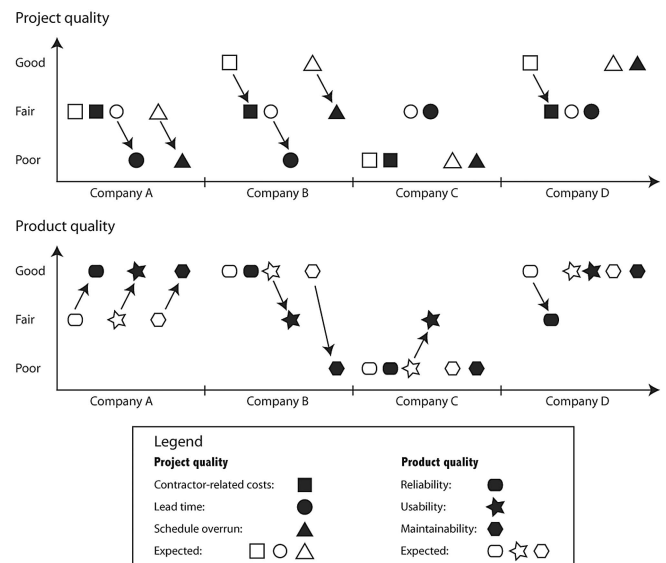 Project quality
Good
Fair
Poor
Company A Company B Company C Company D
Product quality
Good
Fair
Poor
Company A Company B Company C Company D
Legend
Project quality Product quality
Contractor-related costs: Reliability:
Lead time: Usability:
Schedule overrun: Maintainability:
Expected: Expected: